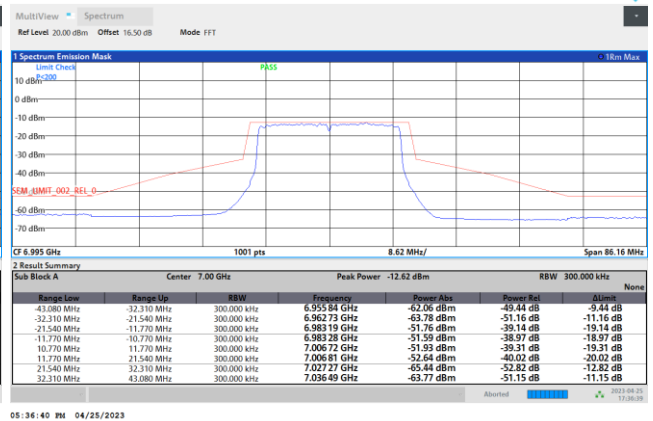 MultiView Spectrum
Ref Level 20.00 dBm Offset 16.50 dB Mode FFT
1 Spectrum Emission Mask 1Rm Max
Limit Check PASS
P<200
10 dBm
0 dBm
-10 dBm
-20 dBm
-30 dBm
-40 dBm
SEM_LIMIT_002_REL_0
-60 dBm
-70 dBm
CF 6.995 GHz 1001 pts 8.62 MHz/ Span 86.16 MHz
2 Result Summary
Sub Block A Center 7.00 GHz Peak Power -12.62 dBm RBW 300.000 kHz
None
Range Low Range Up RBW Frequency Power Abs Power Rel ΔLimit
-43.080 MHz -32.310 MHz 300.000 kHz 6.955 84 GHz -62.06 dBm -49.44 dB -9.44 dB
-32.310 MHz -21.540 MHz 300.000 kHz 6.962 73 GHz -63.78 dBm -51.16 dB -11.16 dB
-21.540 MHz -11.770 MHz 300.000 kHz 6.983 19 GHz -51.76 dBm -39.14 dB -19.14 dB
-11.770 MHz -10.770 MHz 300.000 kHz 6.983 28 GHz -51.59 dBm -38.97 dB -18.97 dB
10.770 MHz 11.770 MHz 300.000 kHz 7.006 72 GHz -51.93 dBm -39.31 dB -19.31 dB
11.770 MHz 21.540 MHz 300.000 kHz 7.006 81 GHz -52.64 dBm -40.02 dB -20.02 dB
21.540 MHz 32.310 MHz 300.000 kHz 7.027 27 GHz -65.44 dBm -52.82 dB -12.82 dB
32.310 MHz 43.080 MHz 300.000 kHz 7.036 49 GHz -63.77 dBm -51.15 dB -11.15 dB
Aborted 2023-04-25
17:36:39
05:36:40 PM 04/25/2023